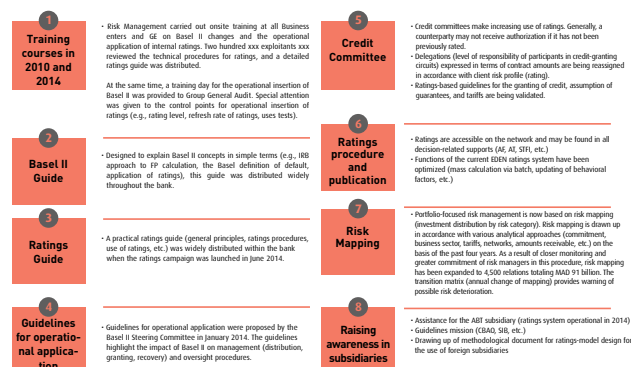 1
Training
courses in
2010 and
2014
• Risk Management carried out onsite training at all Business
enters and GE on Basel II changes and the operational
application of internal ratings. Two hundred xxx exploitants xxx
reviewed the technical procedures for ratings, and a detailed
ratings guide was distributed.
At the same time, a training day for the operational insertion of
Basel II was provided to Group General Audit. Special attention
was given to the control points for operational insertion of
ratings (e.g., rating level, refresh rate of ratings, uses tests).
2
Basel II
Guide
• Designed to explain Basel II concepts in simple terms (e.g., IRB
approach to FP calculation, the Basel definition of default,
application of ratings), this guide was distributed widely
throughout the bank.
3
Ratings
Guide
• A practical ratings guide (general principles, ratings procedures,
use of ratings, etc.) was widely distributed within the bank
when the ratings campaign was launched in June 2014.
4
Guidelines
for operatio-
nal applica-
tion
• Guidelines for operational application were proposed by the
Basel II Steering Committee in January 2014. The guidelines
highlight the impact of Basel II on management (distribution,
granting, recovery) and oversight procedures.
5
Credit
Committee
• Credit committees make increasing use of ratings. Generally, a
counterparty may not receive authorization if it has not been
previously rated.
• Delegations (level of responsibility of participants in credit-granting
circuits) expressed in terms of contract amounts are being reassigned
in accordance with client risk profile (rating).
• Ratings-based guidelines for the granting of credit, assumption of
guarantees, and tariffs are being validated.
6
Ratings
procedure
and
publication
• Ratings are accessible on the network and may be found in all
decision-related supports (AF, AT, STFI, etc.)
• Functions of the current EDEN ratings system have been
optimized (mass calculation via batch, updating of behavioral
factors, etc.)
7
Risk
Mapping
• Portfolio-focused risk management is now based on risk mapping
(investment distribution by risk category). Risk mapping is drawn up
in accordance with various analytical approaches (commitment,
business sector, tariffs, networks, amounts receivable, etc.) on the
basis of the past four years. As a result of closer monitoring and
greater commitment of risk managers in this procedure, risk mapping
has been expanded to 4,500 relations totaling MAD 91 billion. The
transition matrix (annual change of mapping) provides warning of
possible risk deterioration.
8
Raising
awareness in
subsidiaries
• Assistance for the ABT subsidiary (ratings system operational in 2014)
• Guidelines mission (CBAO, SIB, etc.)
• Drawing up of methodological document for ratings-model design for
the use of foreign subsidiaries